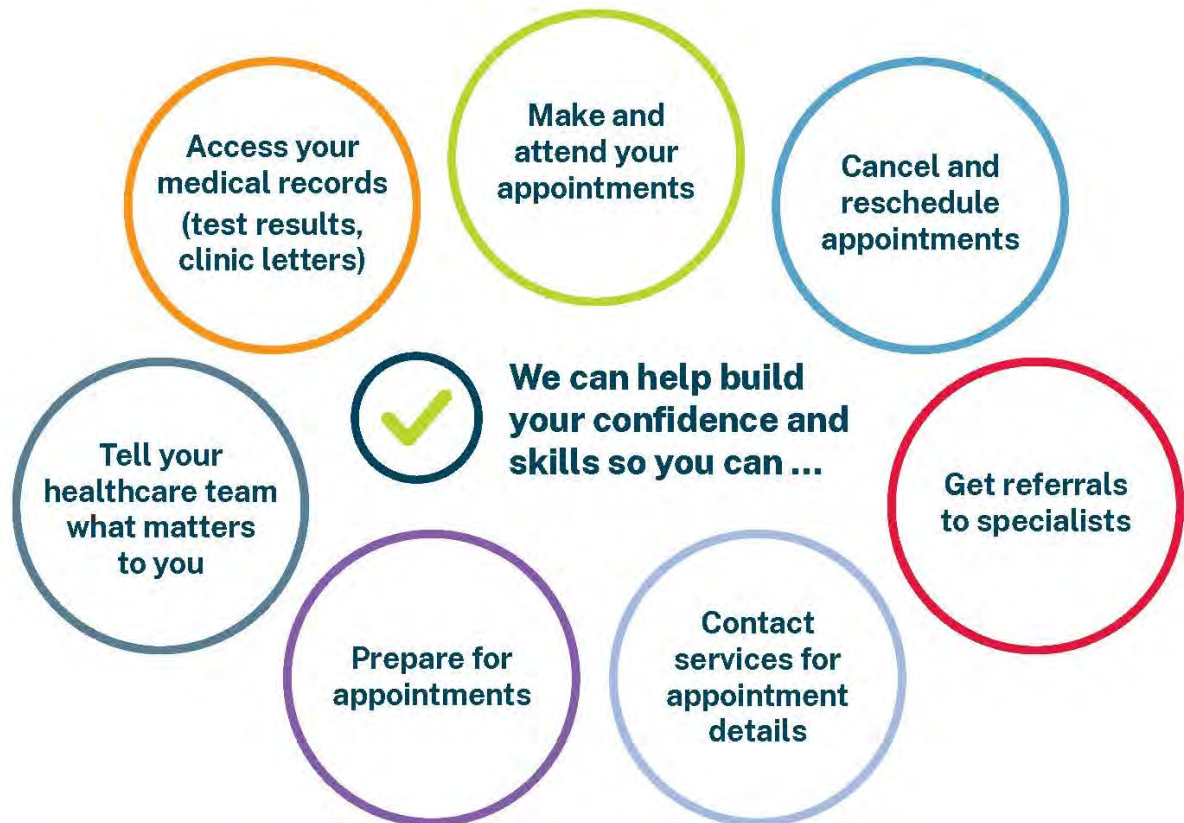 Make and
attend your
appointments
Access your
medical records
(test results,
clinic letters)
Cancel and
reschedule
appointments
We can help build
your confidence and
skills so you can ...
Tell your
healthcare team
what matters
to you
Get referrals
to specialists
Prepare for
appointments
Contact
services for
appointment
details